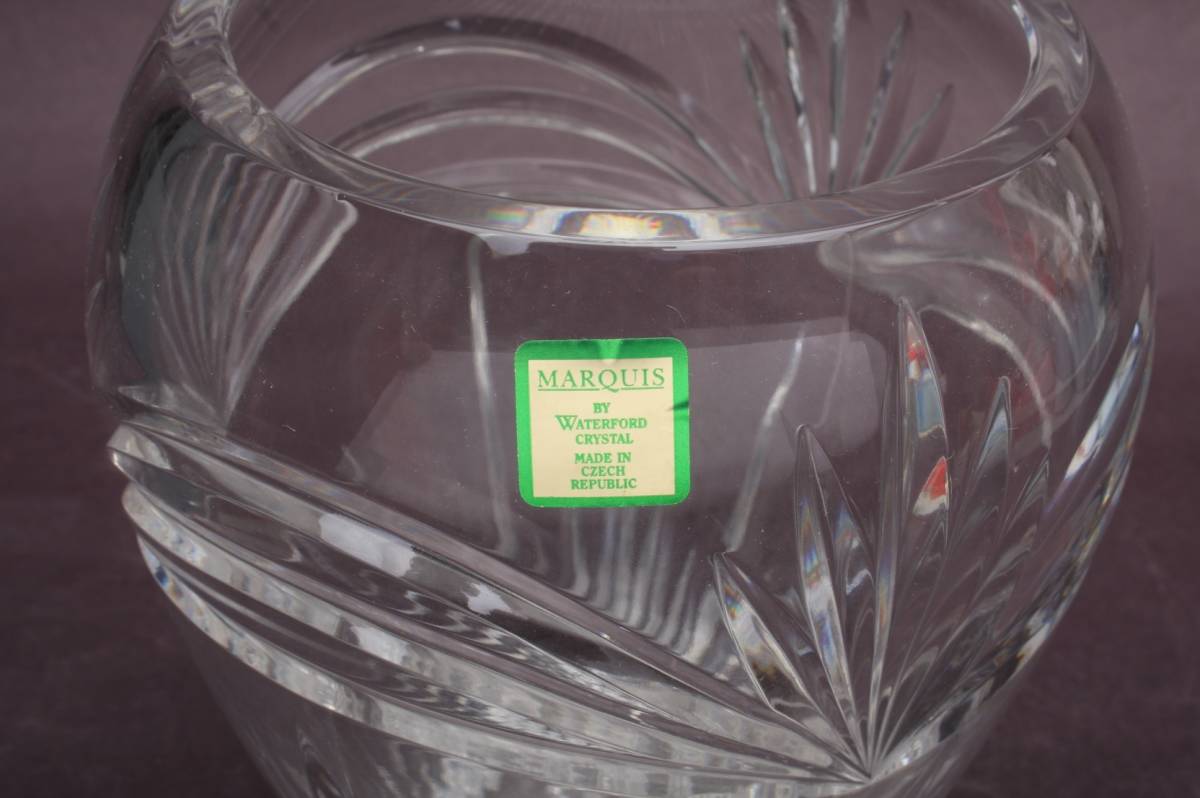 MARQUIS
BY
WATERFORD
CRYSTAL
MADE IN
CZECH
REPUBLIC